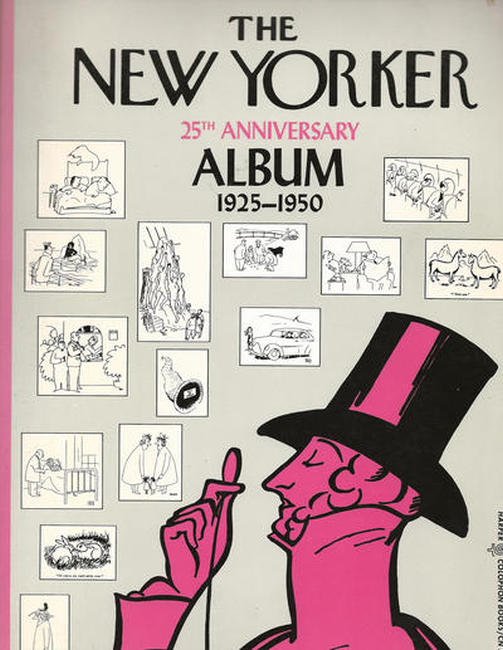 THE
NEW YORKER
25TH ANNIVERSARY
ALBUM
1925–1950
HARPER COLOPHON BOOKS